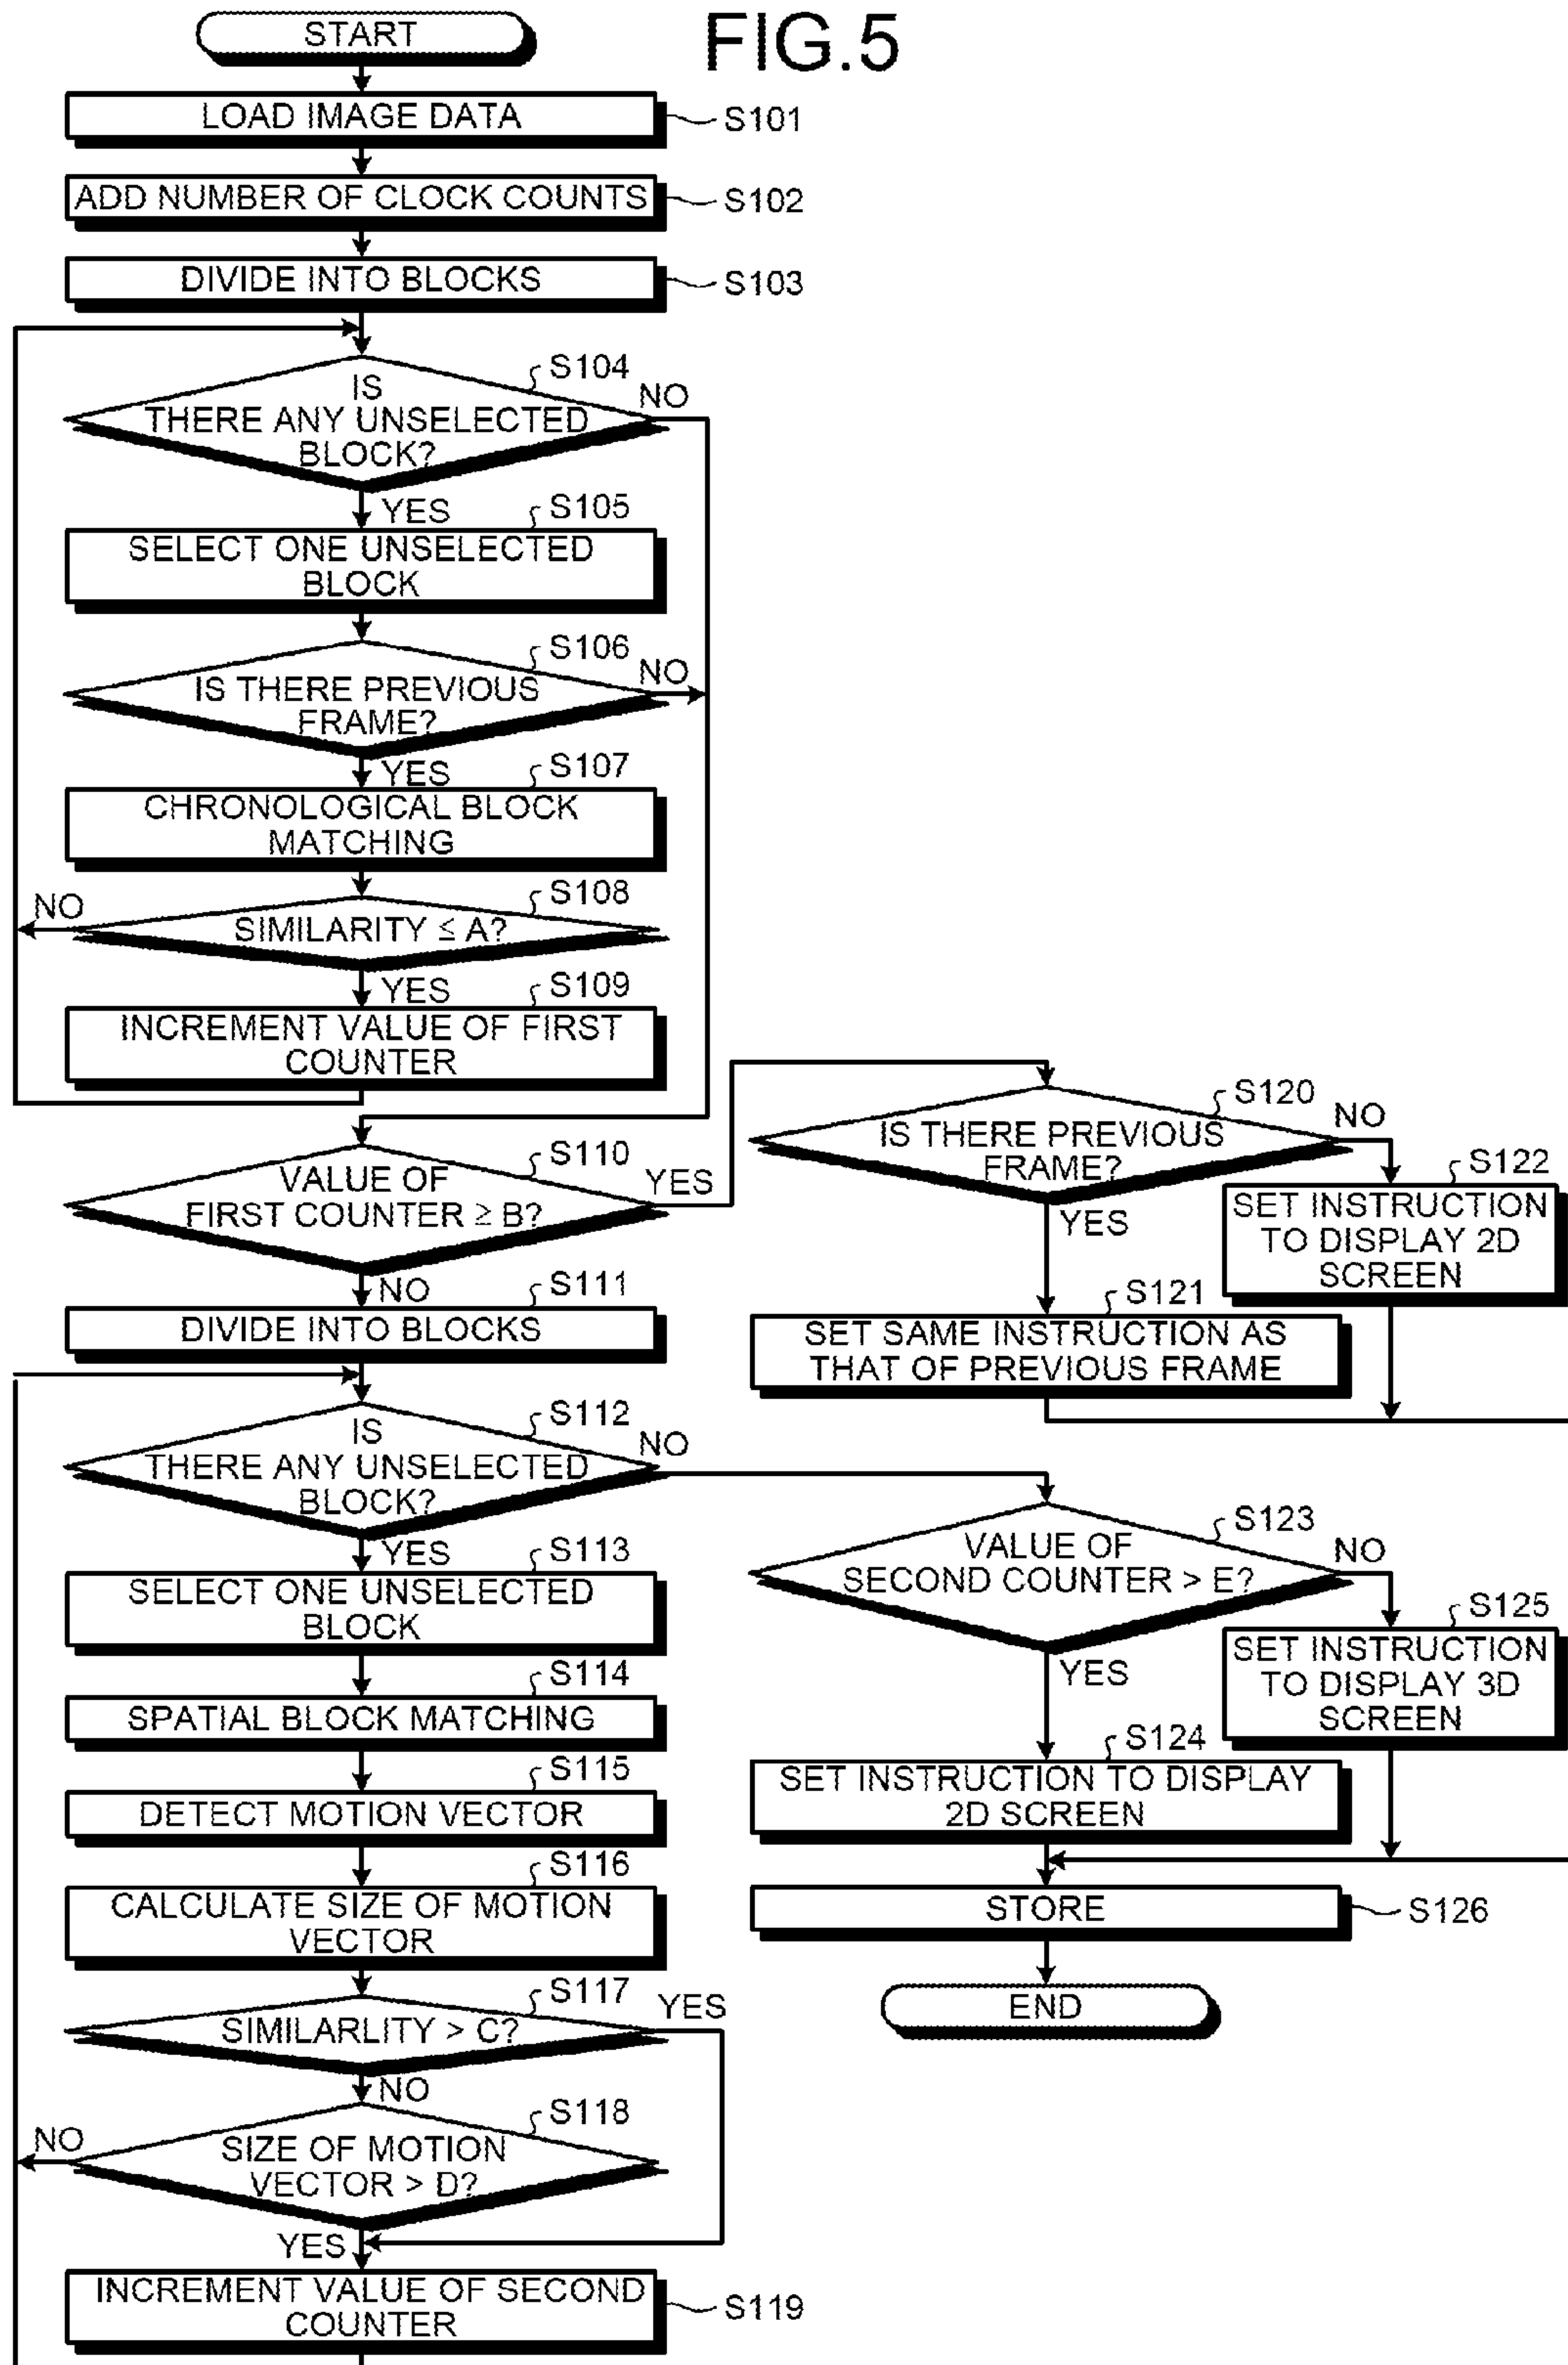 FIG.5
START
LOAD IMAGE DATA
S101
ADD NUMBER OF CLOCK COUNTS
S102
DIVIDE INTO BLOCKS
S103
S104
IS
THERE ANY UNSELECTED
BLOCK?
NO
YES
S105
SELECT ONE UNSELECTED
BLOCK
S106
IS THERE PREVIOUS
FRAME?
NO
YES
S107
CHRONOLOGICAL BLOCK
MATCHING
S108
NO
SIMILARITY ≤ A?
YES
S109
INCREMENT VALUE OF FIRST
COUNTER
S110
VALUE OF
FIRST COUNTER ≥ B?
YES
NO
S111
DIVIDE INTO BLOCKS
S112
IS
THERE ANY UNSELECTED
BLOCK?
NO
YES
S113
SELECT ONE UNSELECTED
BLOCK
S114
SPATIAL BLOCK MATCHING
S115
DETECT MOTION VECTOR
S116
CALCULATE SIZE OF MOTION
VECTOR
S117
SIMILARLITY > C?
YES
NO
S118
NO
SIZE OF MOTION
VECTOR > D?
YES
INCREMENT VALUE OF SECOND
COUNTER
S119
S120
IS THERE PREVIOUS
FRAME?
NO
YES
S122
SET INSTRUCTION
TO DISPLAY 2D
SCREEN
S121
SET SAME INSTRUCTION AS
THAT OF PREVIOUS FRAME
S123
VALUE OF
SECOND COUNTER > E?
NO
YES
S125
SET INSTRUCTION
TO DISPLAY 3D
SCREEN
S124
SET INSTRUCTION TO DISPLAY
2D SCREEN
STORE
S126
END